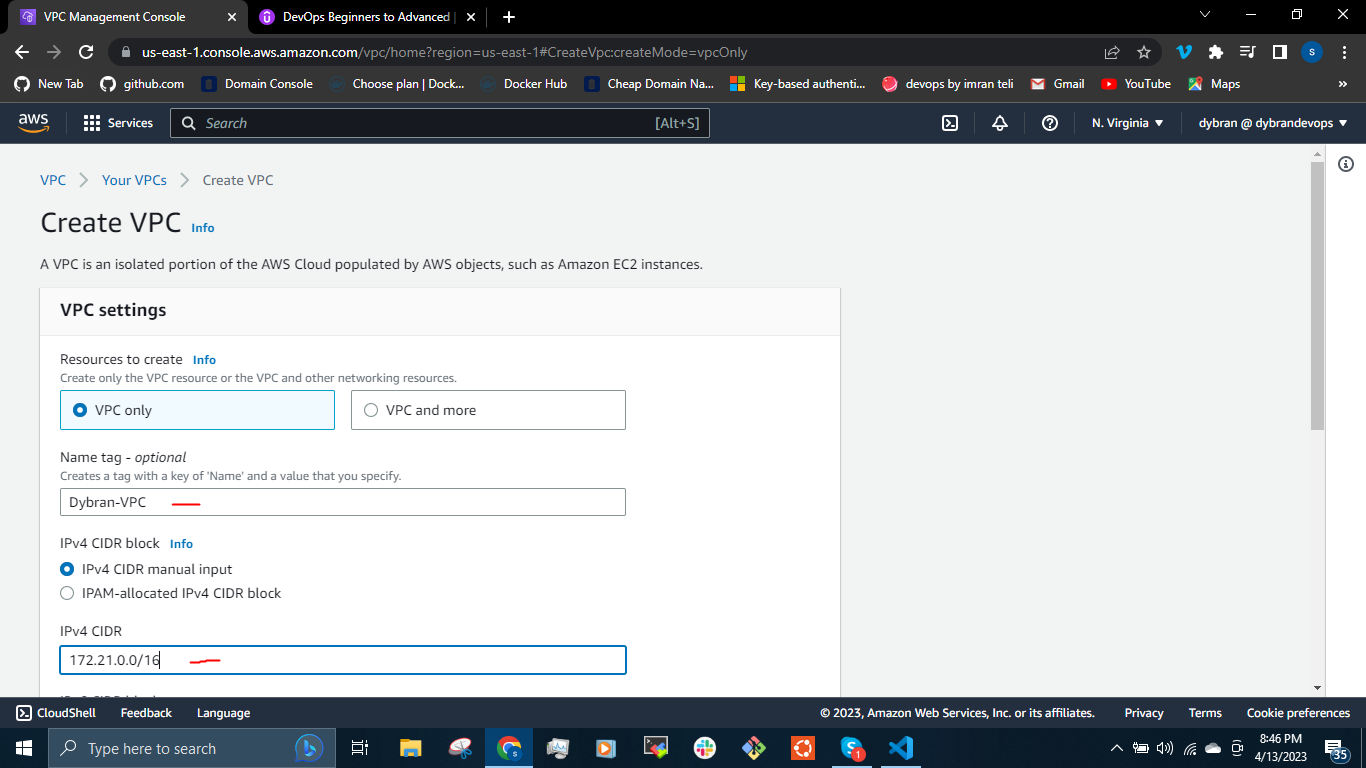 VPC Management Console
DevOps Beginners to Advanced
us-east-1.console.aws.amazon.com/vpc/home?region=us-east-1#CreateVpc:createMode=vpcOnly
S
New Tab github.com Domain Console Choose plan | Dock... Docker Hub Cheap Domain Na... Key-based authenti... devops by imran teli Gmail YouTube Maps »
aws Services Search [Alt+S] N. Virginia dybran @ dybrandevops
VPC Your VPCs Create VPC
Create VPC Info
A VPC is an isolated portion of the AWS Cloud populated by AWS objects, such as Amazon EC2 instances.
VPC settings
Resources to create Info
Create only the VPC resource or the VPC and other networking resources.
VPC only VPC and more
Name tag - optional
Creates a tag with a key of 'Name' and a value that you specify.
Dybran-VPC
IPv4 CIDR block Info
IPv4 CIDR manual input
IPAM-allocated IPv4 CIDR block
IPv4 CIDR
172.21.0.0/16
CloudShell Feedback Language © 2023, Amazon Web Services, Inc. or its affiliates. Privacy Terms Cookie preferences
Type here to search
1
8:46 PM
4/13/2023
35